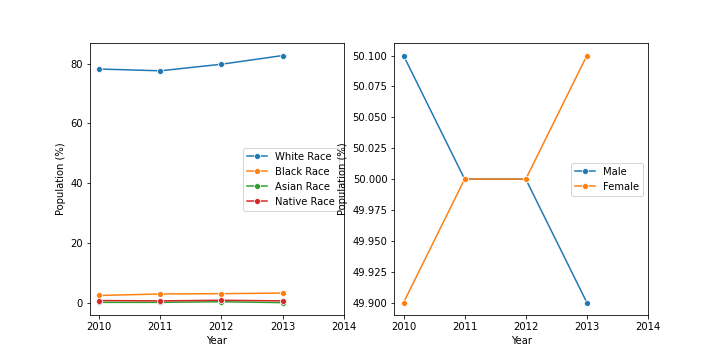 80
60
40
20
0
Population (%)
2010 2011 2012 2013 2014
Year
White Race
Black Race
Asian Race
Native Race
50.100
50.075
50.050
50.025
50.000
49.975
49.950
49.925
49.900
Population (%)
2010 2011 2012 2013 2014
Year
Male
Female